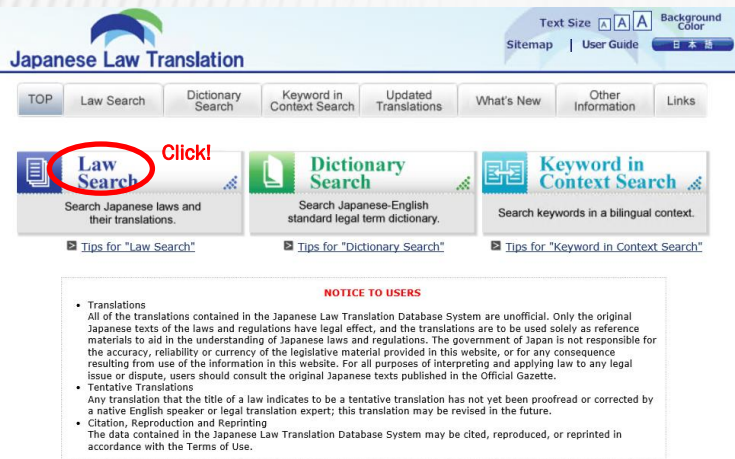 Text Size A A A Background Color
Sitemap | User Guide 日本語
Japanese Law Translation
TOP
Law Search
Dictionary Search
Keyword in Context Search
Updated Translations
What's New
Other Information
Links
Click!
Law Search
Search Japanese laws and
their translations.
Tips for "Law Search"
Dictionary Search
Search Japanese-English
standard legal term dictionary.
Tips for "Dictionary Search"
Keyword in Context Search
Search keywords in a bilingual context.
Tips for "Keyword in Context Search"
NOTICE TO USERS
• Translations
All of the translations contained in the Japanese Law Translation Database System are unofficial. Only the original
Japanese texts of the laws and regulations have legal effect, and the translations are to be used solely as reference
materials to aid in the understanding of Japanese laws and regulations. The government of Japan is not responsible for
the accuracy, reliability or currency of the legislative material provided in this website, or for any consequence
resulting from use of the information in this website. For all purposes of interpreting and applying law to any legal
issue or dispute, users should consult the original Japanese texts published in the Official Gazette.
• Tentative Translations
Any translation that the title of a law indicates to be a tentative translation has not yet been proofread or corrected by
a native English speaker or legal translation expert; this translation may be revised in the future.
• Citation, Reproduction and Reprinting
The data contained in the Japanese Law Translation Database System may be cited, reproduced, or reprinted in
accordance with the Terms of Use.